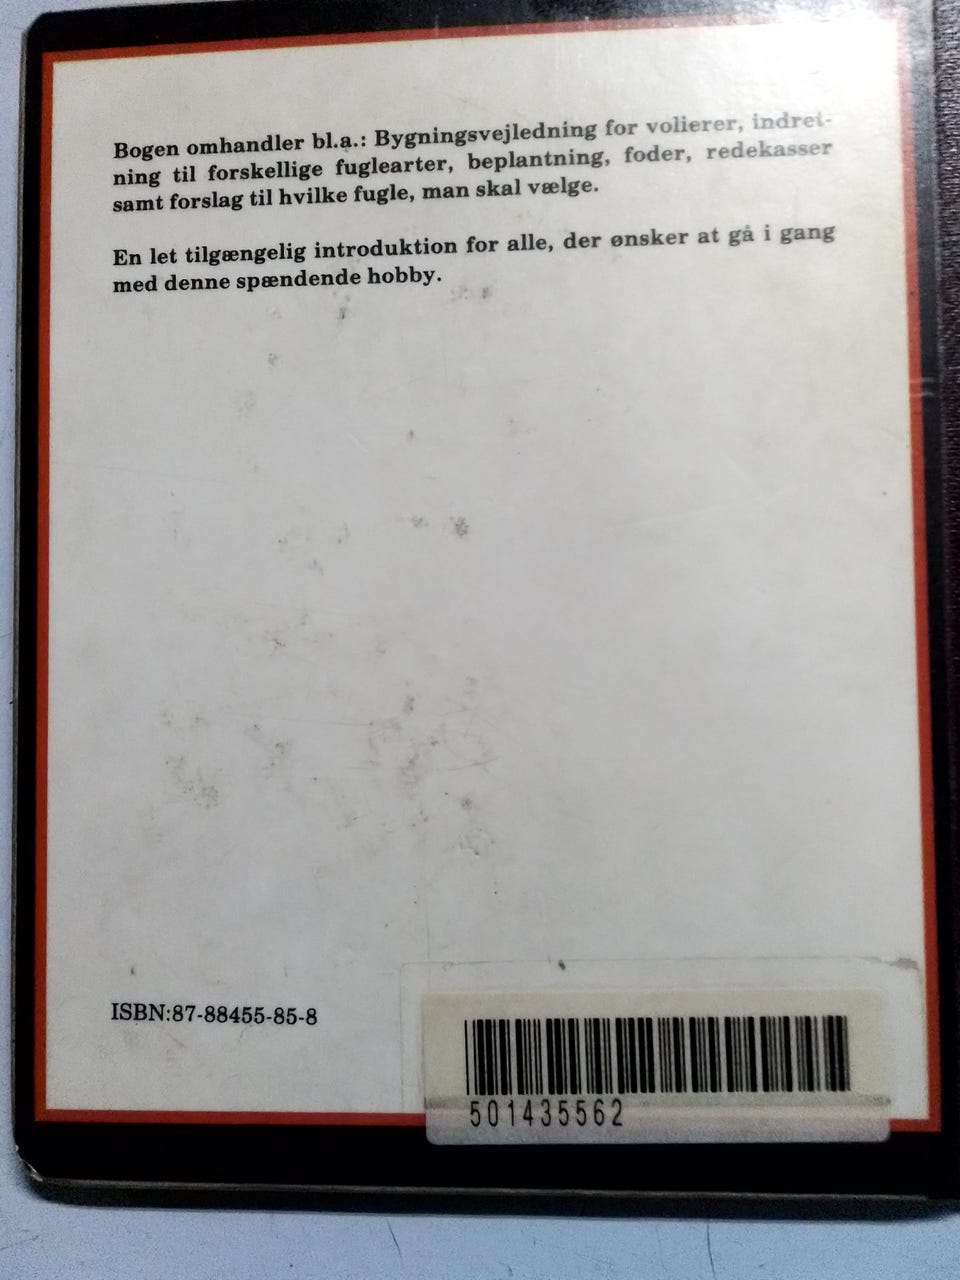 Bogen omhandler bl.a.: Bygningsvejledning for volierer, indret-
ning til forskellige fuglearter, beplantning, foder, redekasser
samt forslag til hvilke fugle, man skal vælge.
En let tilgængelig introduktion for alle, der ønsker at gå i gang
med denne spændende hobby.
ISBN:87-88455-85-8
501435562